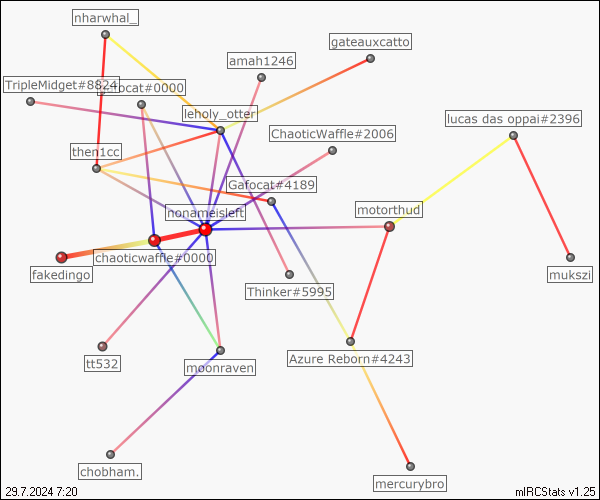 nharwhal_
gateauxcatto
amah1246
TripleMidget#8824
ocat#0000
leholy_otter
lucas das oppai#2396
ChaoticWaffle#2006
then1cc
Gafocat#4189
nonameisleft
motorthud
chaoticwaffle#0000
fakedingo
mukszi
Thinker#5995
Azure Reborn#4243
tt532
moonraven
chobham.
mercurybro
29.7.2024 7:20
mIRCStats v1.25